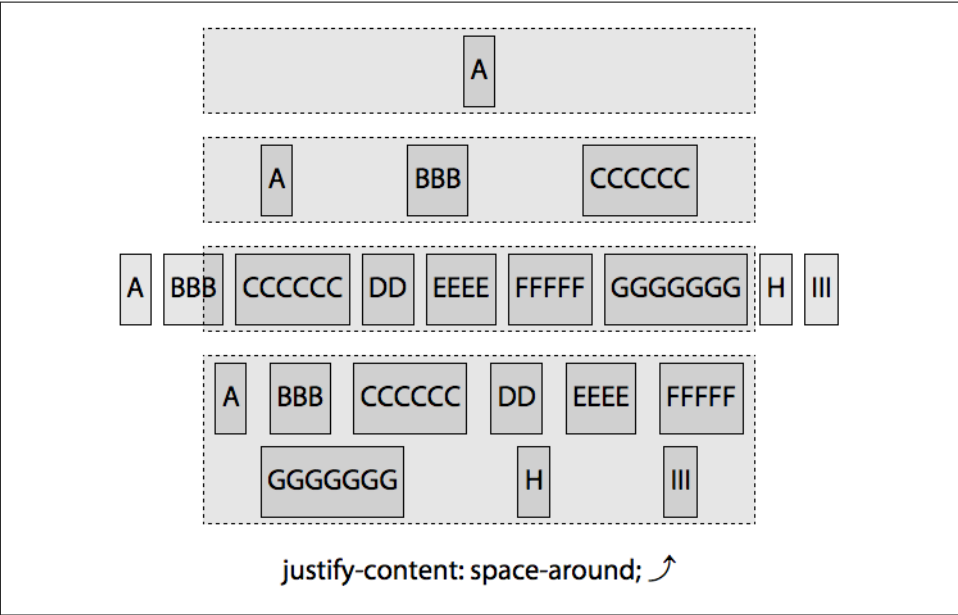 A
A BBB CCCCCC
A BBB CCCCCC DD EEEE FFFFF GGGGGGG H III
A BBB CCCCCC DD EEEE FFFFF
GGGGGGG H III
justify-content: space-around;